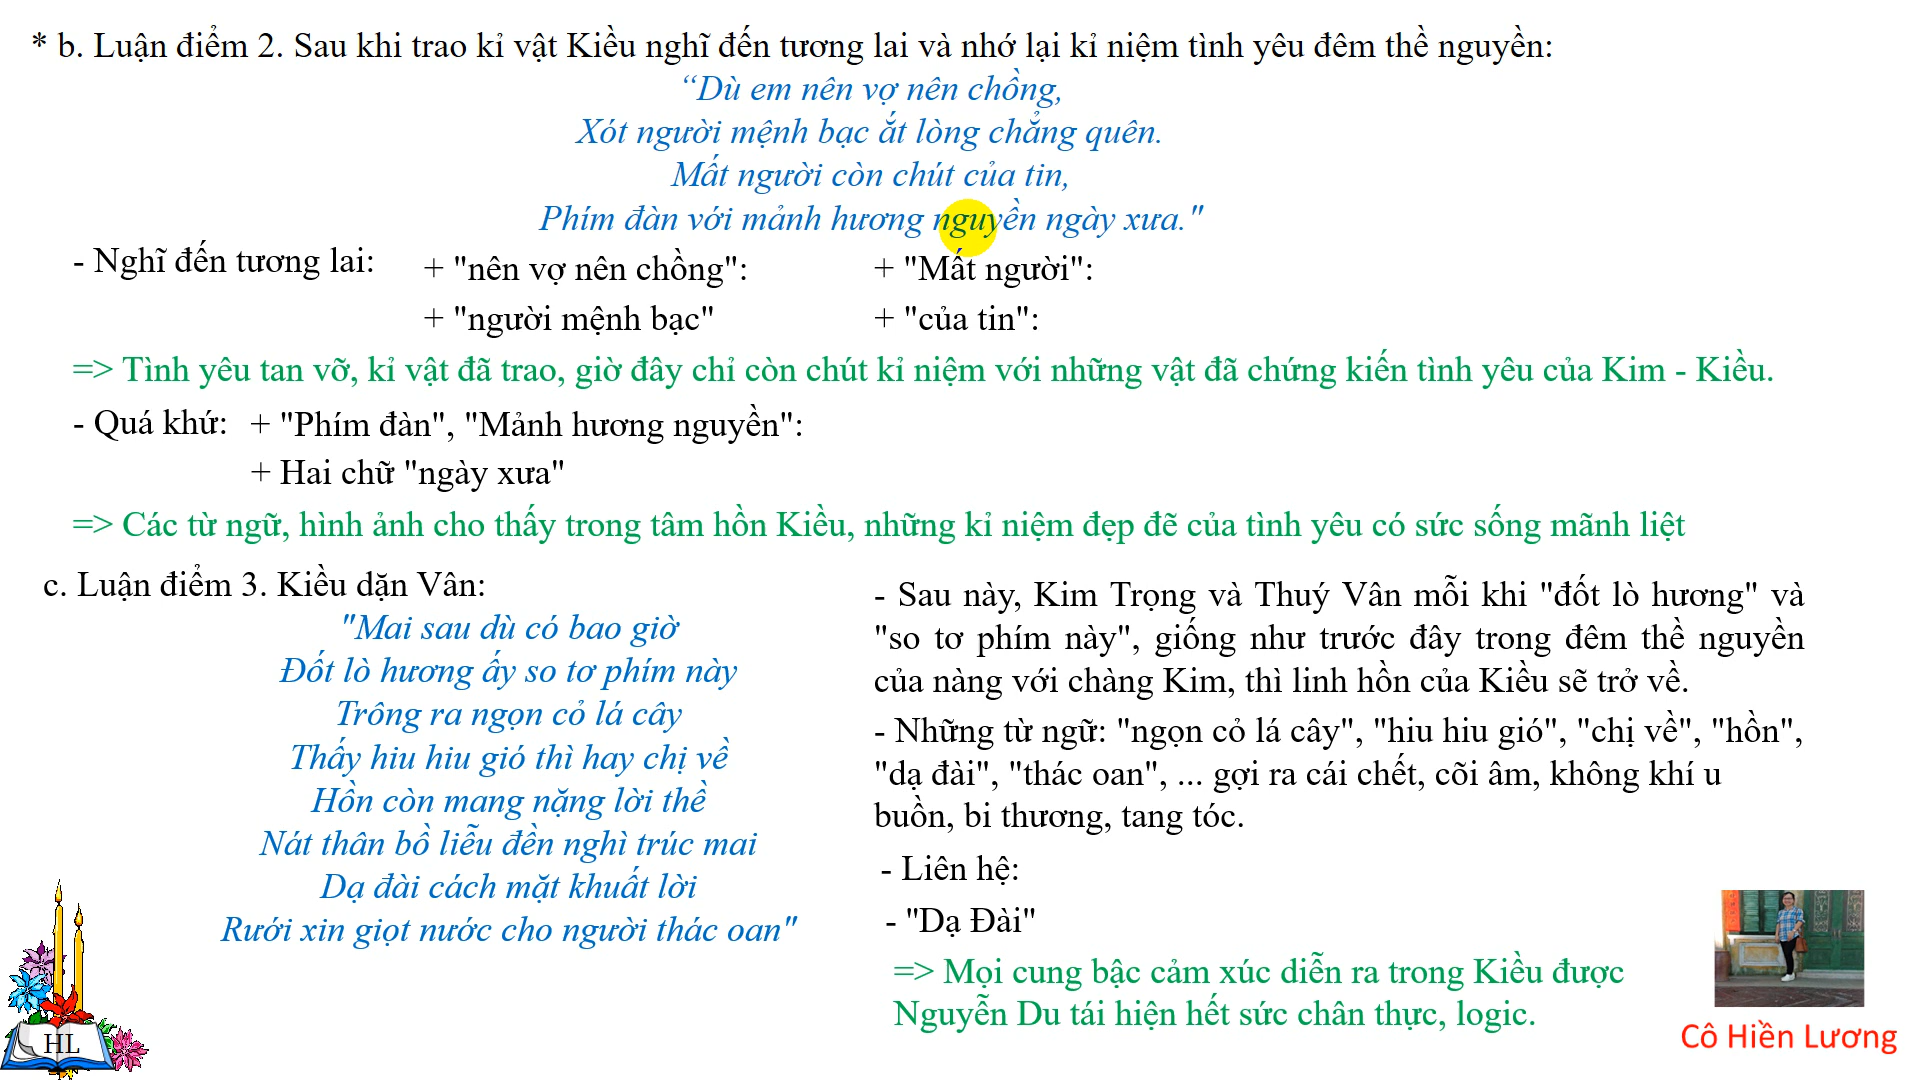 * b. Luận điểm 2. Sau khi trao kỉ vật Kiều nghĩ đến tương lai và nhớ lại kỉ niệm tình yêu đêm thề nguyền:
“Dù em nên vợ nên chồng,
Xót người mệnh bạc ắt lòng chẳng quên.
Mất người còn chút của tin,
Phím đàn với mảnh hương nguyền ngày xưa."
- Nghĩ đến tương lai:
+ "nên vợ nên chồng":
+ "người mệnh bạc"
+ "Mất người":
+ "của tin":
=> Tình yêu tan vỡ, kỉ vật đã trao, giờ đây chỉ còn chút kỉ niệm với những vật đã chứng kiến tình yêu của Kim - Kiều.
- Quá khứ:
+ "Phím đàn", "Mảnh hương nguyền":
+ Hai chữ "ngày xưa"
=> Các từ ngữ, hình ảnh cho thấy trong tâm hồn Kiều, những kỉ niệm đẹp đẽ của tình yêu có sức sống mãnh liệt
c. Luận điểm 3. Kiều dặn Vân:
"Mai sau dù có bao giờ
Đốt lò hương ấy so tơ phím này
Trông ra ngọn cỏ lá cây
Thấy hiu hiu gió thì hay chị về
Hồn còn mang nặng lời thề
Nát thân bồ liễu đền nghì trúc mai
Dạ đài cách mặt khuất lời
Rưới xin giọt nước cho người thác oan"
- Sau này, Kim Trọng và Thuý Vân mỗi khi "đốt lò hương" và
"so tơ phím này", giống như trước đây trong đêm thề nguyền
của nàng với chàng Kim, thì linh hồn của Kiều sẽ trở về.
- Những từ ngữ: "ngọn cỏ lá cây", "hiu hiu gió", "chị về", "hồn",
"dạ đài", "thác oan", ... gợi ra cái chết, cõi âm, không khí u
buồn, bi thương, tang tóc.
- Liên hệ:
- "Dạ Đài"
=> Mọi cung bậc cảm xúc diễn ra trong Kiều được
Nguyễn Du tái hiện hết sức chân thực, logic.
HL
Cô Hiền Lương